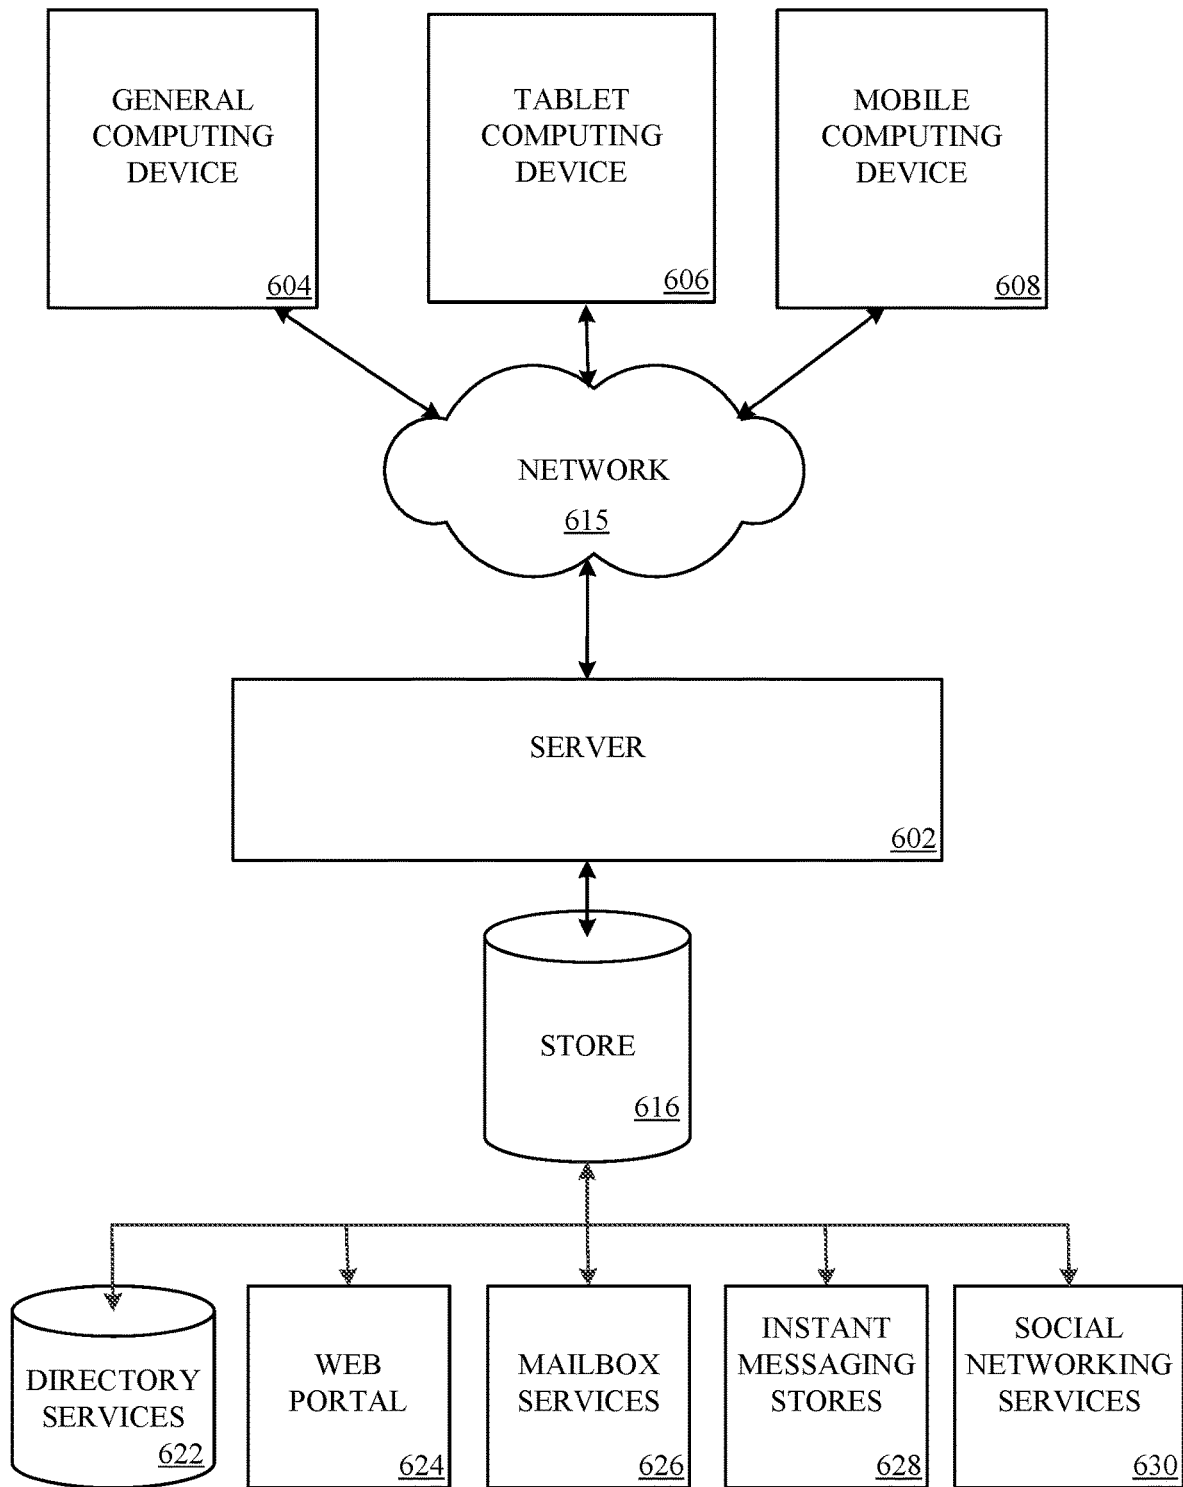 GENERAL
COMPUTING
DEVICE
604
TABLET
COMPUTING
DEVICE
606
MOBILE
COMPUTING
DEVICE
608
NETWORK
615
SERVER
602
STORE
616
DIRECTORY
SERVICES
622
WEB
PORTAL
624
MAILBOX
SERVICES
626
INSTANT
MESSAGING
STORES
628
SOCIAL
NETWORKING
SERVICES
630